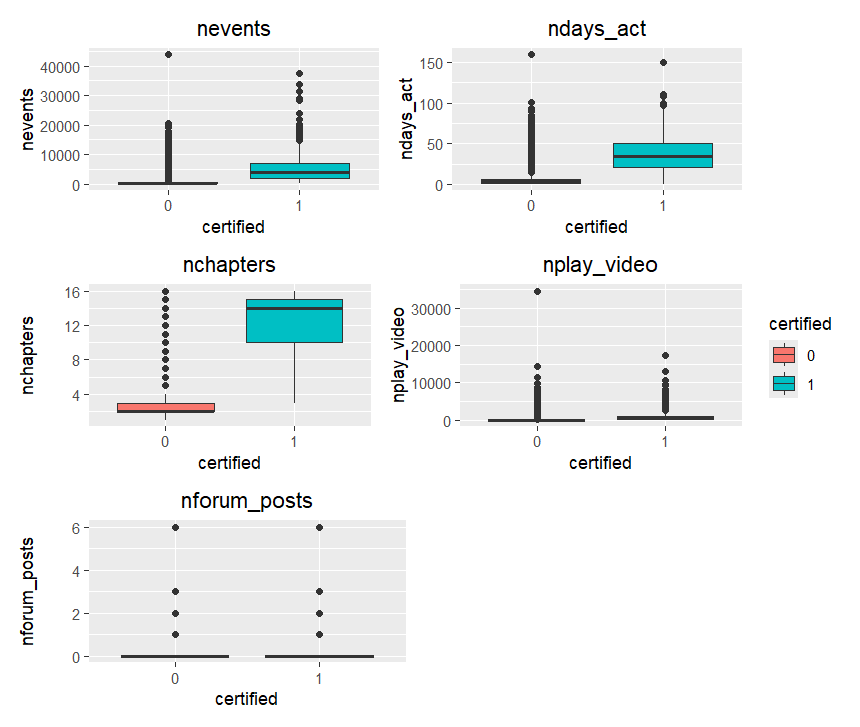 nevents
nevents
40000
30000
20000
10000
0
0 1
certified
ndays_act
ndays_act
150
100
50
0
0 1
certified
nchapters
nchapters
16
12
8
4
0 1
certified
nplay_video
nplay_video
30000
20000
10000
0
0 1
certified
certified
0
1
nforum_posts
nforum_posts
6
4
2
0
0 1
certified